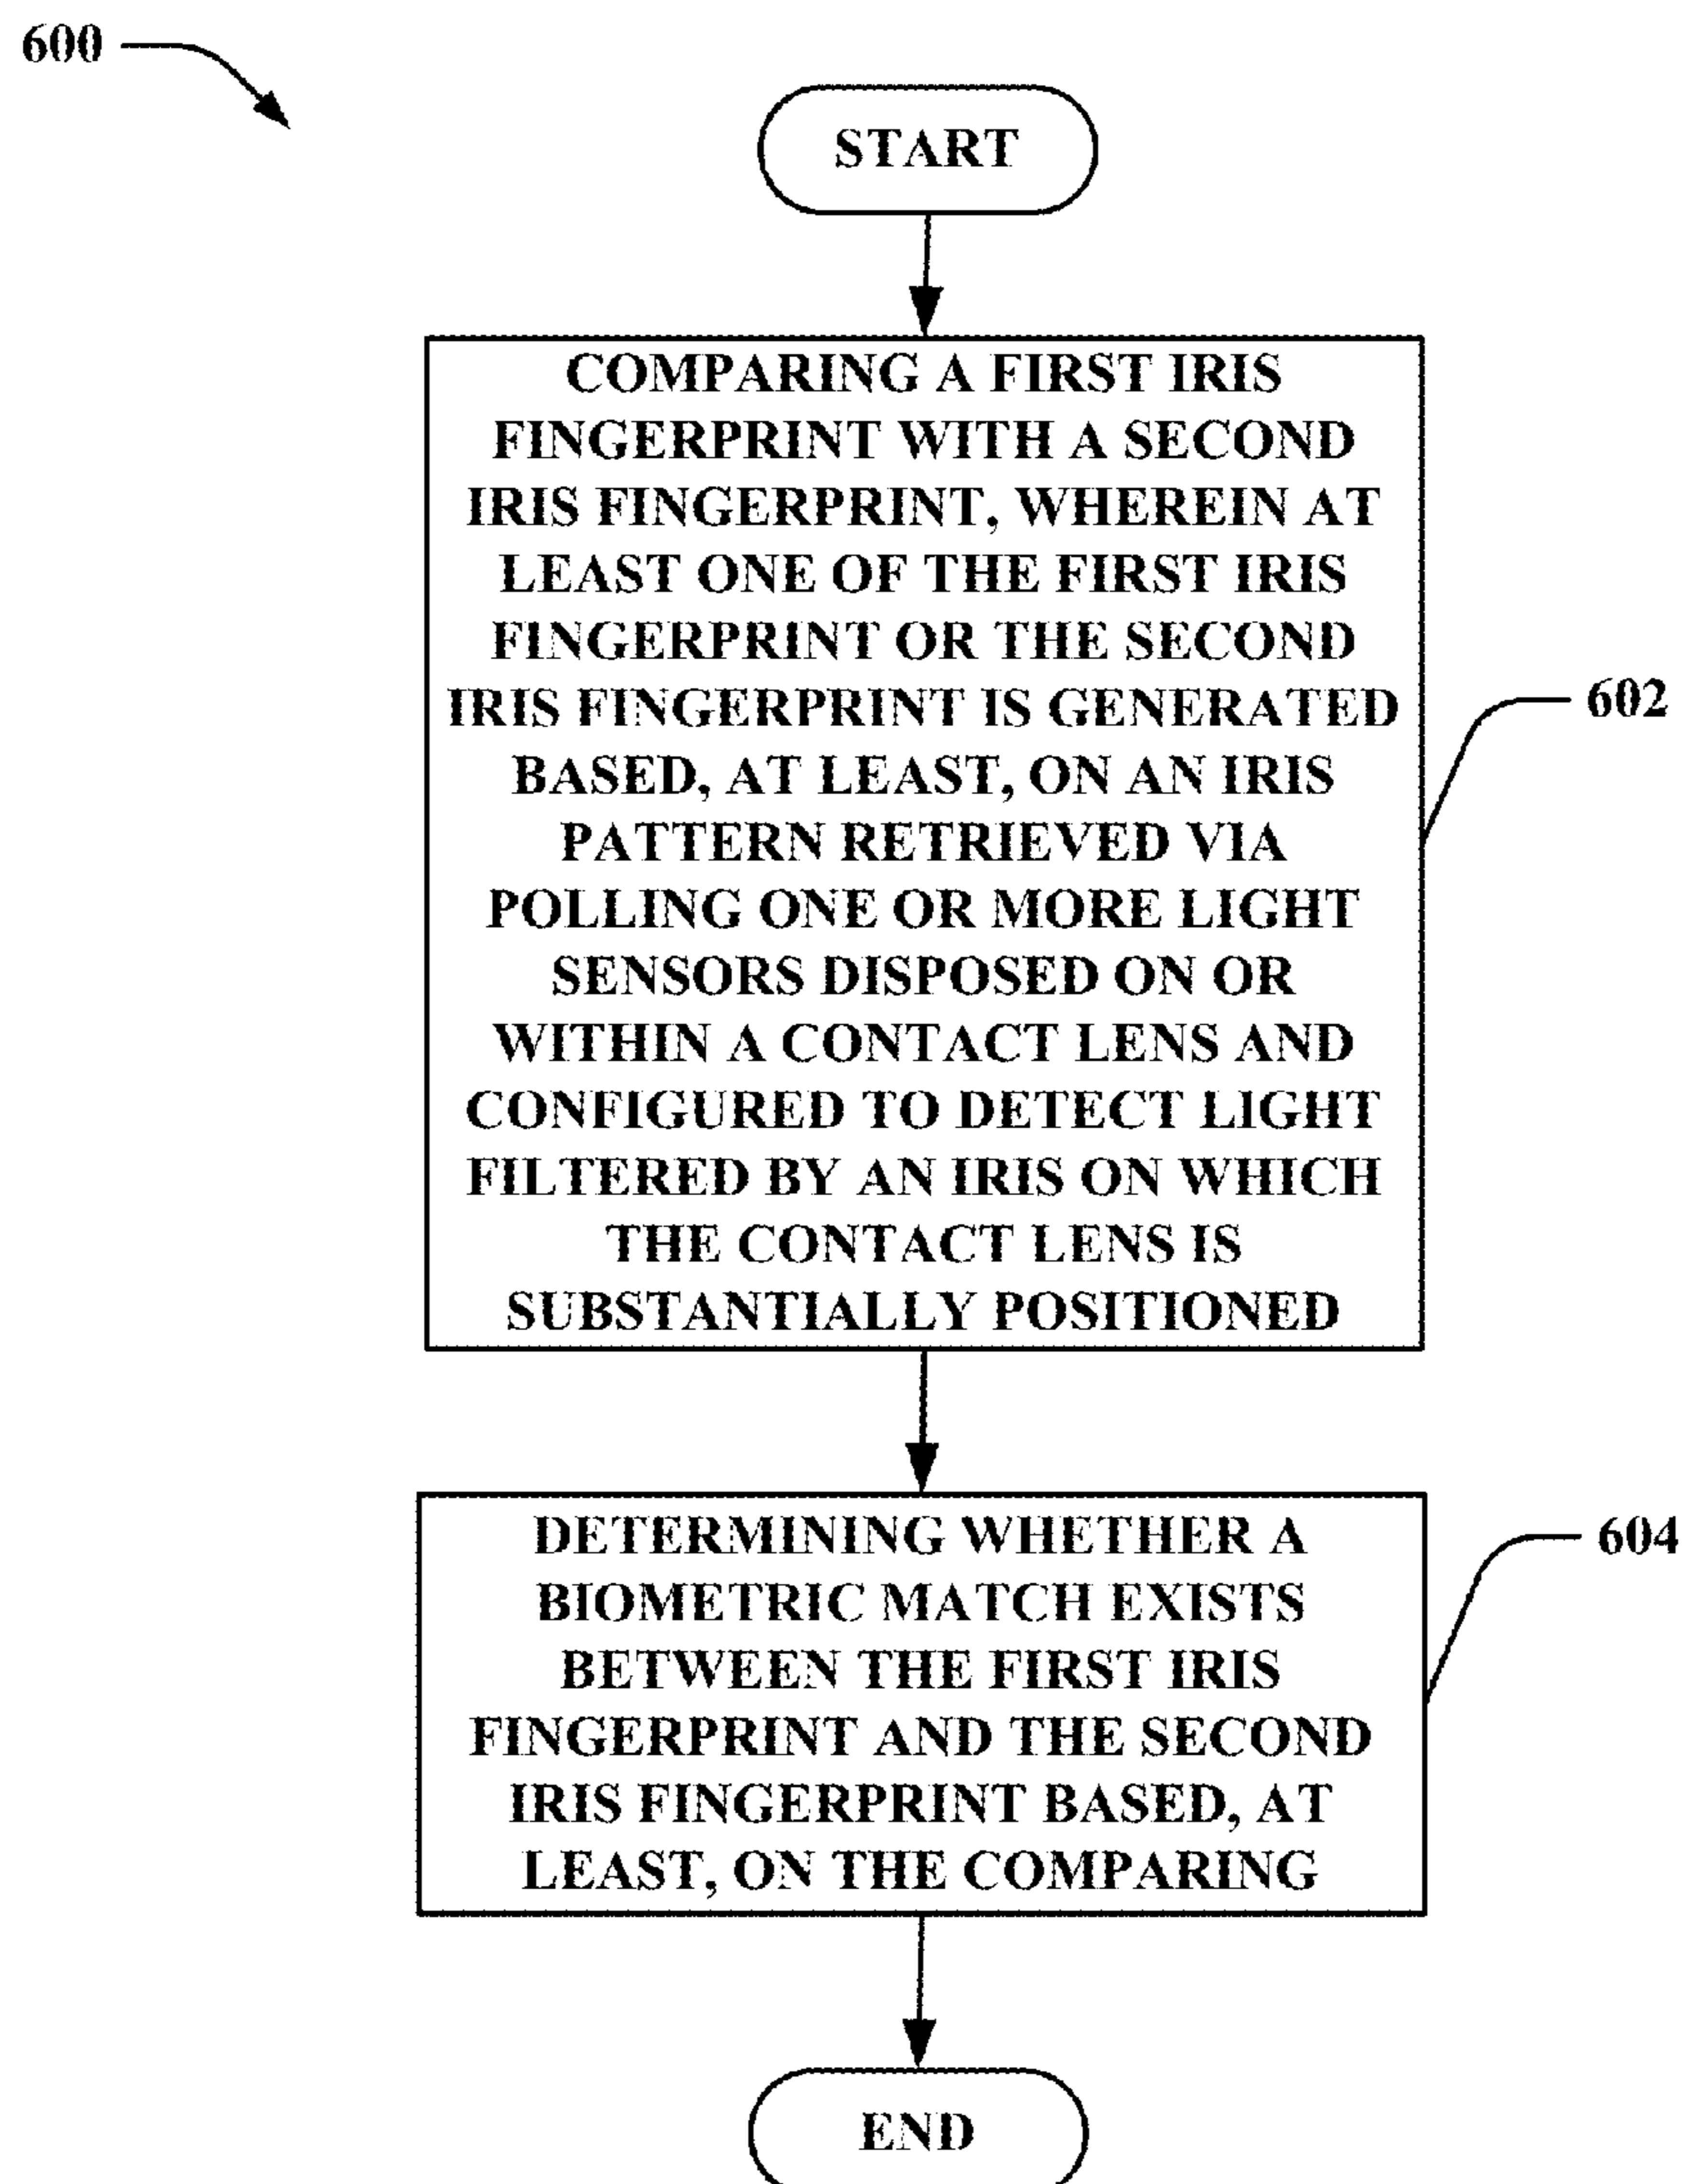 600
START
COMPARING A FIRST IRIS
FINGERPRINT WITH A SECOND
IRIS FINGERPRINT, WHEREIN AT
LEAST ONE OF THE FIRST IRIS
FINGERPRINT OR THE SECOND
IRIS FINGERPRINT IS GENERATED
BASED, AT LEAST, ON AN IRIS
PATTERN RETRIEVED VIA
POLLING ONE OR MORE LIGHT
SENSORS DISPOSED ON OR
WITHIN A CONTACT LENS AND
CONFIGURED TO DETECT LIGHT
FILTERED BY AN IRIS ON WHICH
THE CONTACT LENS IS
SUBSTANTIALLY POSITIONED
602
DETERMINING WHETHER A
BIOMETRIC MATCH EXISTS
BETWEEN THE FIRST IRIS
FINGERPRINT AND THE SECOND
IRIS FINGERPRINT BASED, AT
LEAST, ON THE COMPARING
604
END